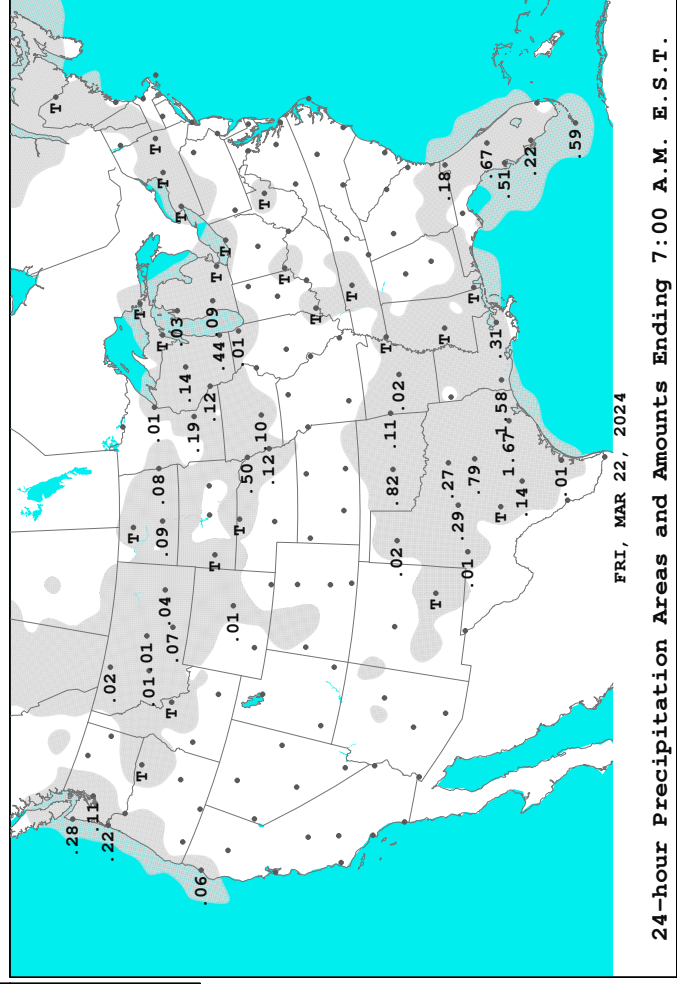 T
.28
.11
.22
.02
T
T
T
.01
.01
.01
T
.09
.08
T
T
.04
T
.07
.03
T
.14
.19
.06
.12
.09
T
T
.44
T
.01
T
.01
.50
.10
T
.12
T
T
T
T
.82
.11
.02
.02
T
T
.18
.27
.29
.01
.79
T
.67
.31
T
1.58
.51
1.67
.14
.22
.01
.59
FRI, MAR 22, 2024
24-hour Precipitation Areas and Amounts Ending 7:00 A.M. E.S.T.